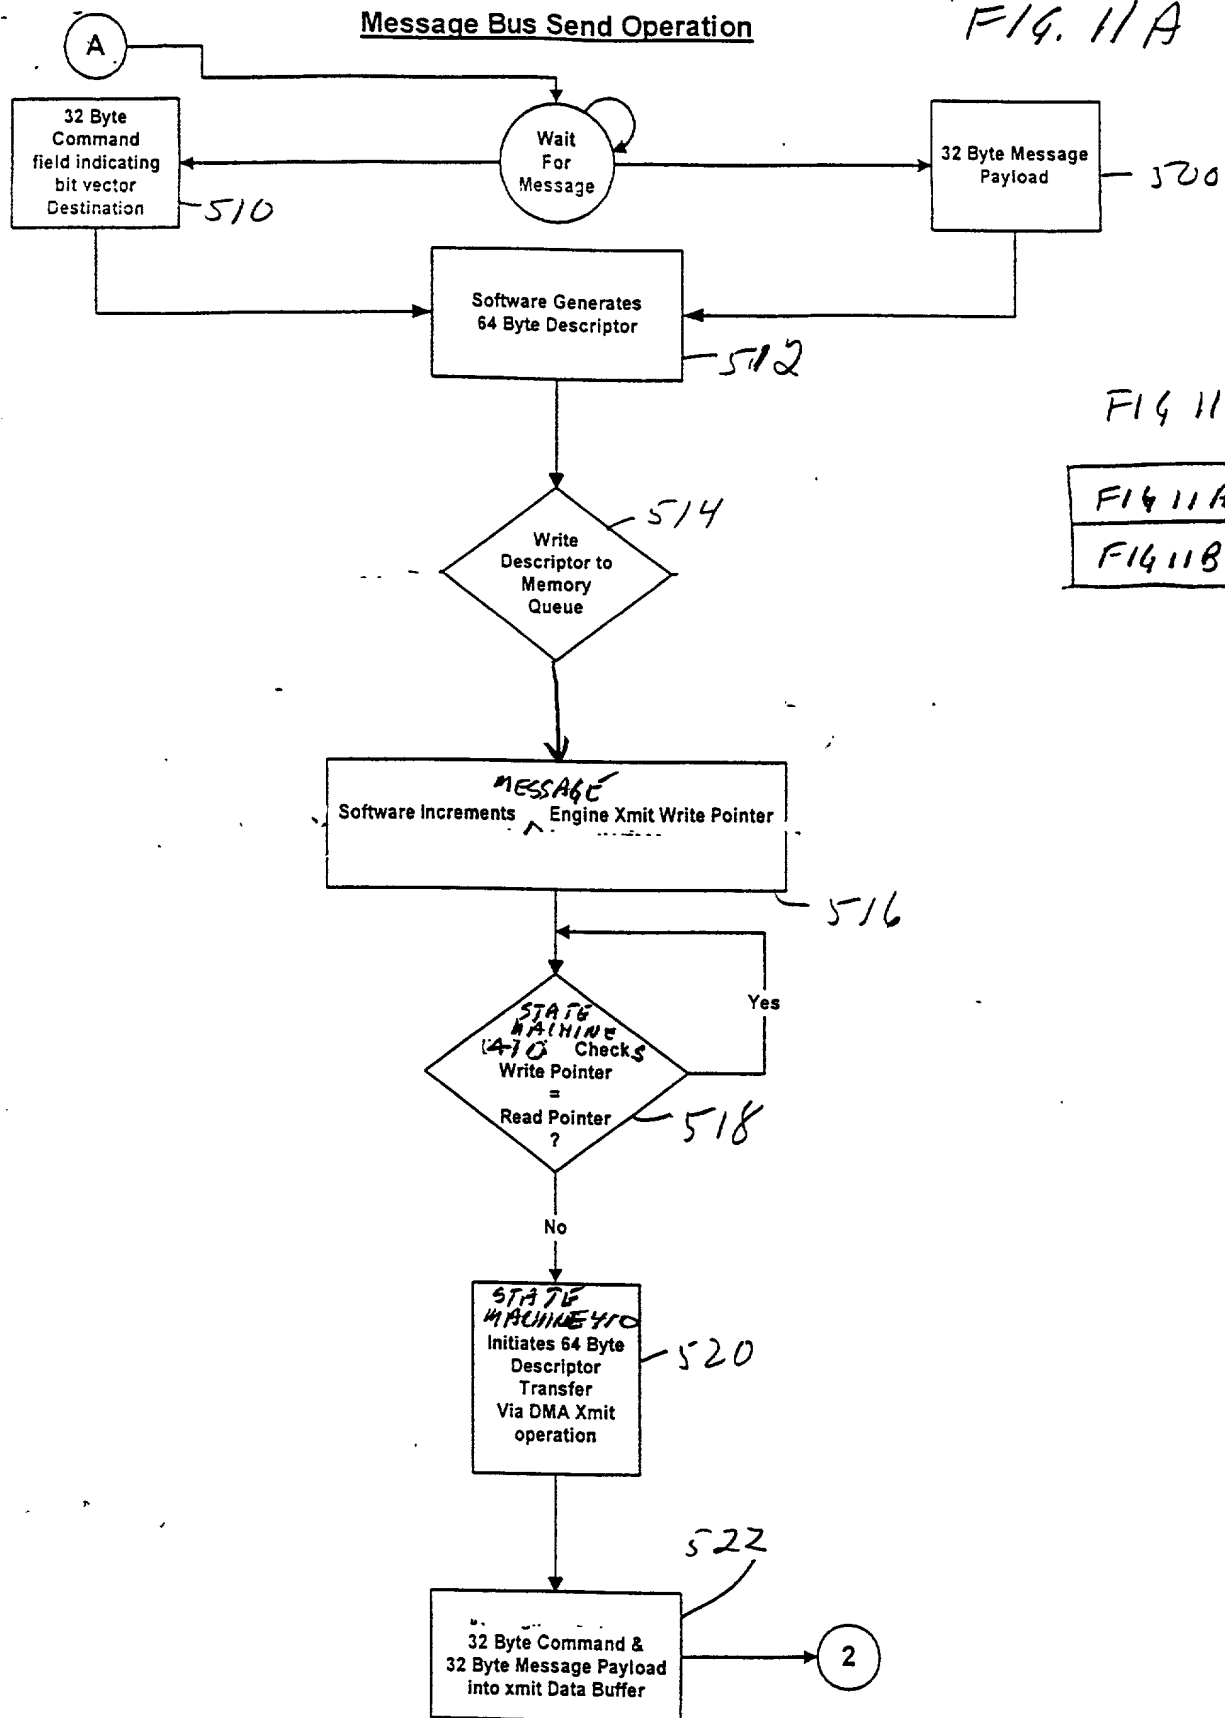 Message Bus Send Operation
FIG. 11A
A
32 Byte
Command
field indicating
bit vector
Destination
510
Wait
For
Message
32 Byte Message
Payload
500
Software Generates
64 Byte Descriptor
512
FIG 11
FIG 11A
FIG 11B
Write
Descriptor to
Memory
Queue
514
MESSAGE
Software Increments Engine Xmit Write Pointer
516
STATE
MACHINE
Checks
Write Pointer
=
Read Pointer
?
518
Yes
No
STATE
MACHINE 410
Initiates 64 Byte
Descriptor
Transfer
Via DMA Xmit
operation
520
522
32 Byte Command &
32 Byte Message Payload
into xmit Data Buffer
2